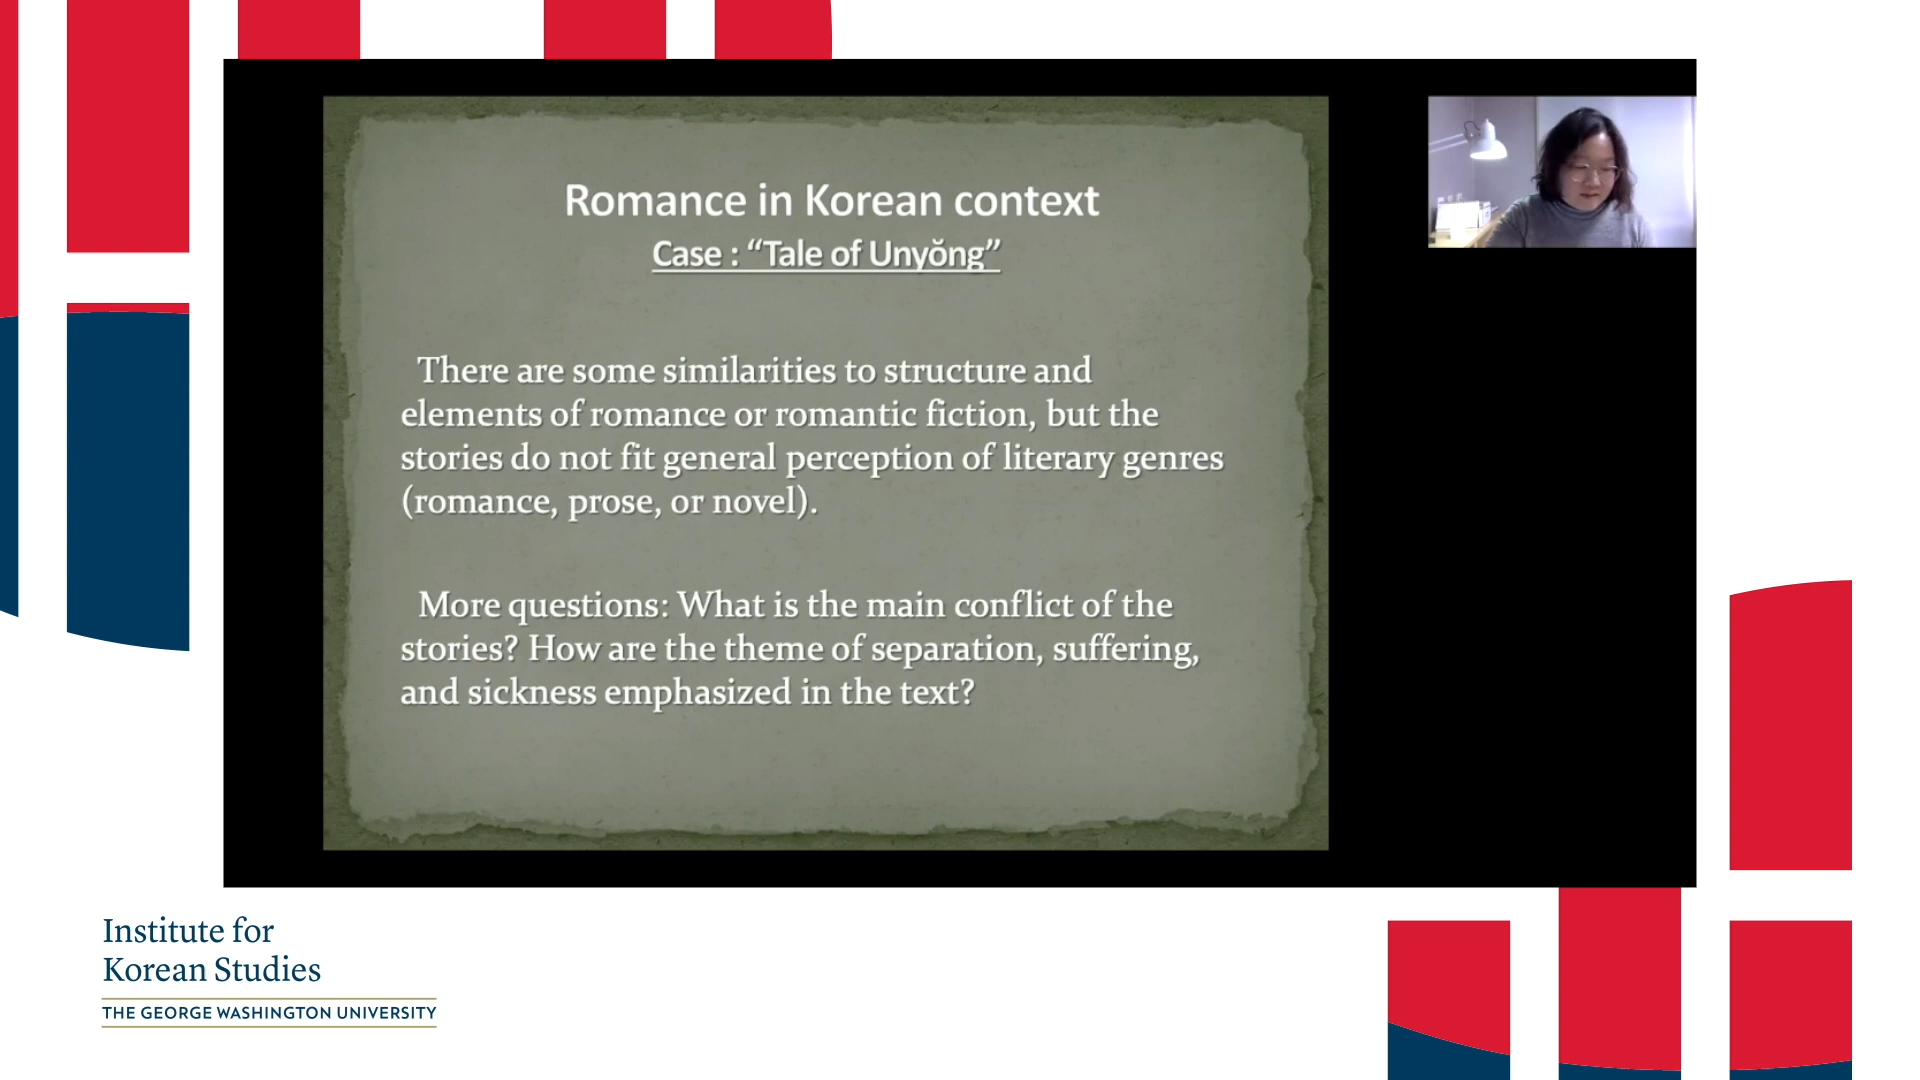 Romance in Korean context
Case : “Tale of Unyŏng”
There are some similarities to structure and
elements of romance or romantic fiction, but the
stories do not fit general perception of literary genres
(romance, prose, or novel).
More questions: What is the main conflict of the
stories? How are the theme of separation, suffering,
and sickness emphasized in the text?
Institute for
Korean Studies
THE GEORGE WASHINGTON UNIVERSITY